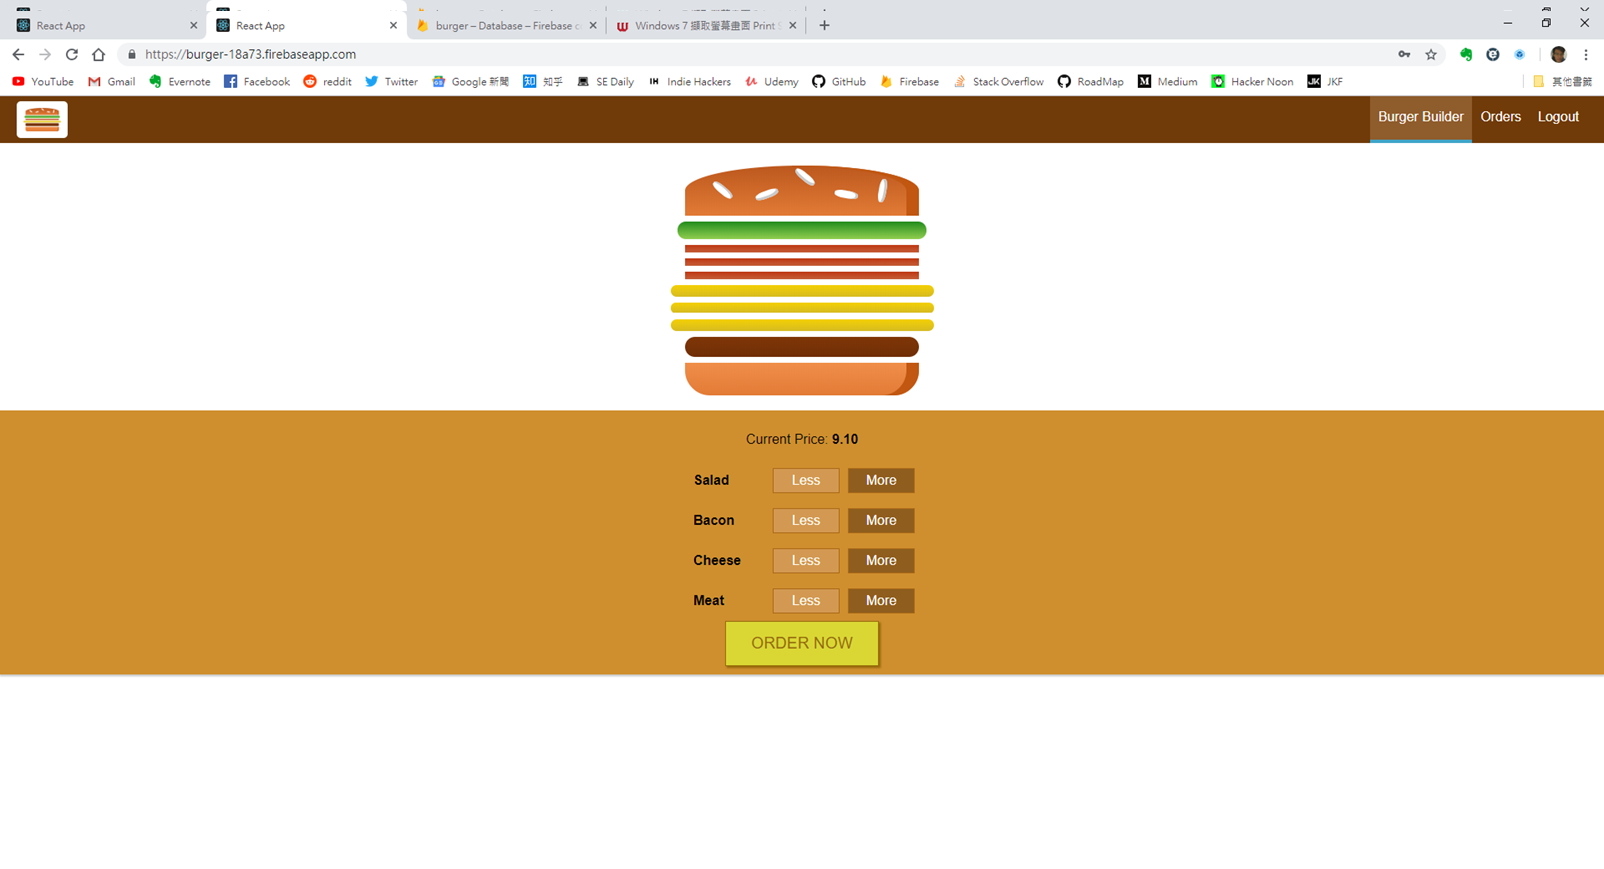 React App
React App
burger – Database – Firebase c
Windows 7 擷取螢幕畫面 Print
https://burger-18a73.firebaseapp.com
YouTube Gmail Evernote Facebook reddit Twitter Google 新聞 知 知乎 SE Daily IH Indie Hackers Udemy GitHub Firebase Stack Overflow RoadMap M Medium Hacker Noon JK JKF 其他書籤
Burger Builder Orders Logout
Current Price: 9.10
Salad Less More
Bacon Less More
Cheese Less More
Meat Less More
ORDER NOW